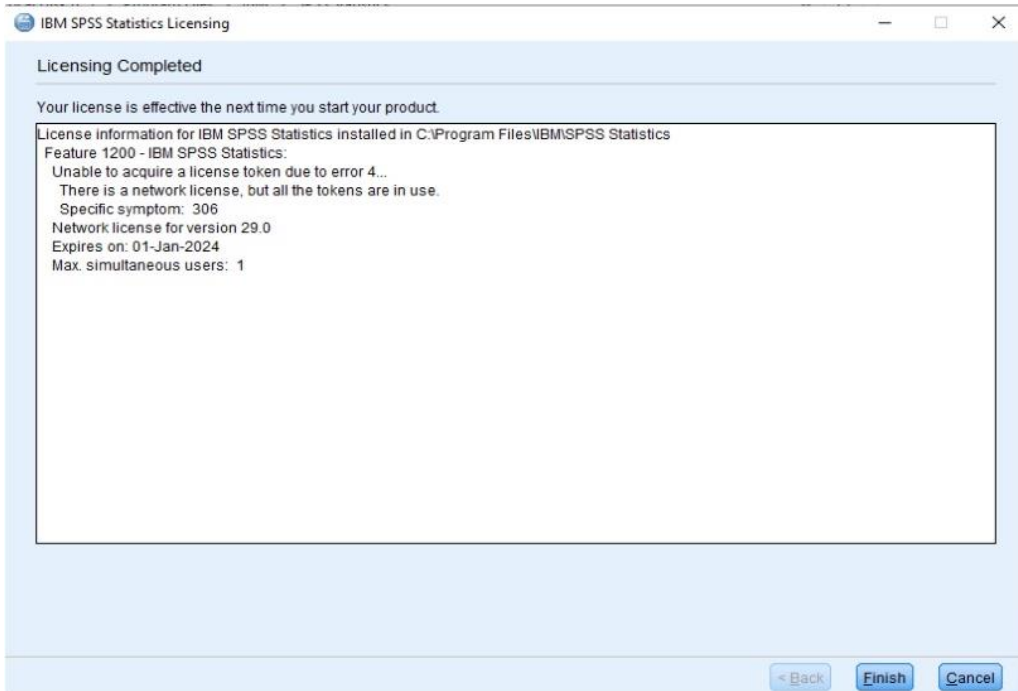 IBM SPSS Statistics Licensing
Licensing Completed
Your license is effective the next time you start your product.
License information for IBM SPSS Statistics installed in C:\Program Files\IBM\SPSS Statistics
Feature 1200 - IBM SPSS Statistics:
Unable to acquire a license token due to error 4...
There is a network license, but all the tokens are in use.
Specific symptom: 306
Network license for version 29.0
Expires on: 01-Jan-2024
Max. simultaneous users: 1
< Back
Finish
Cancel